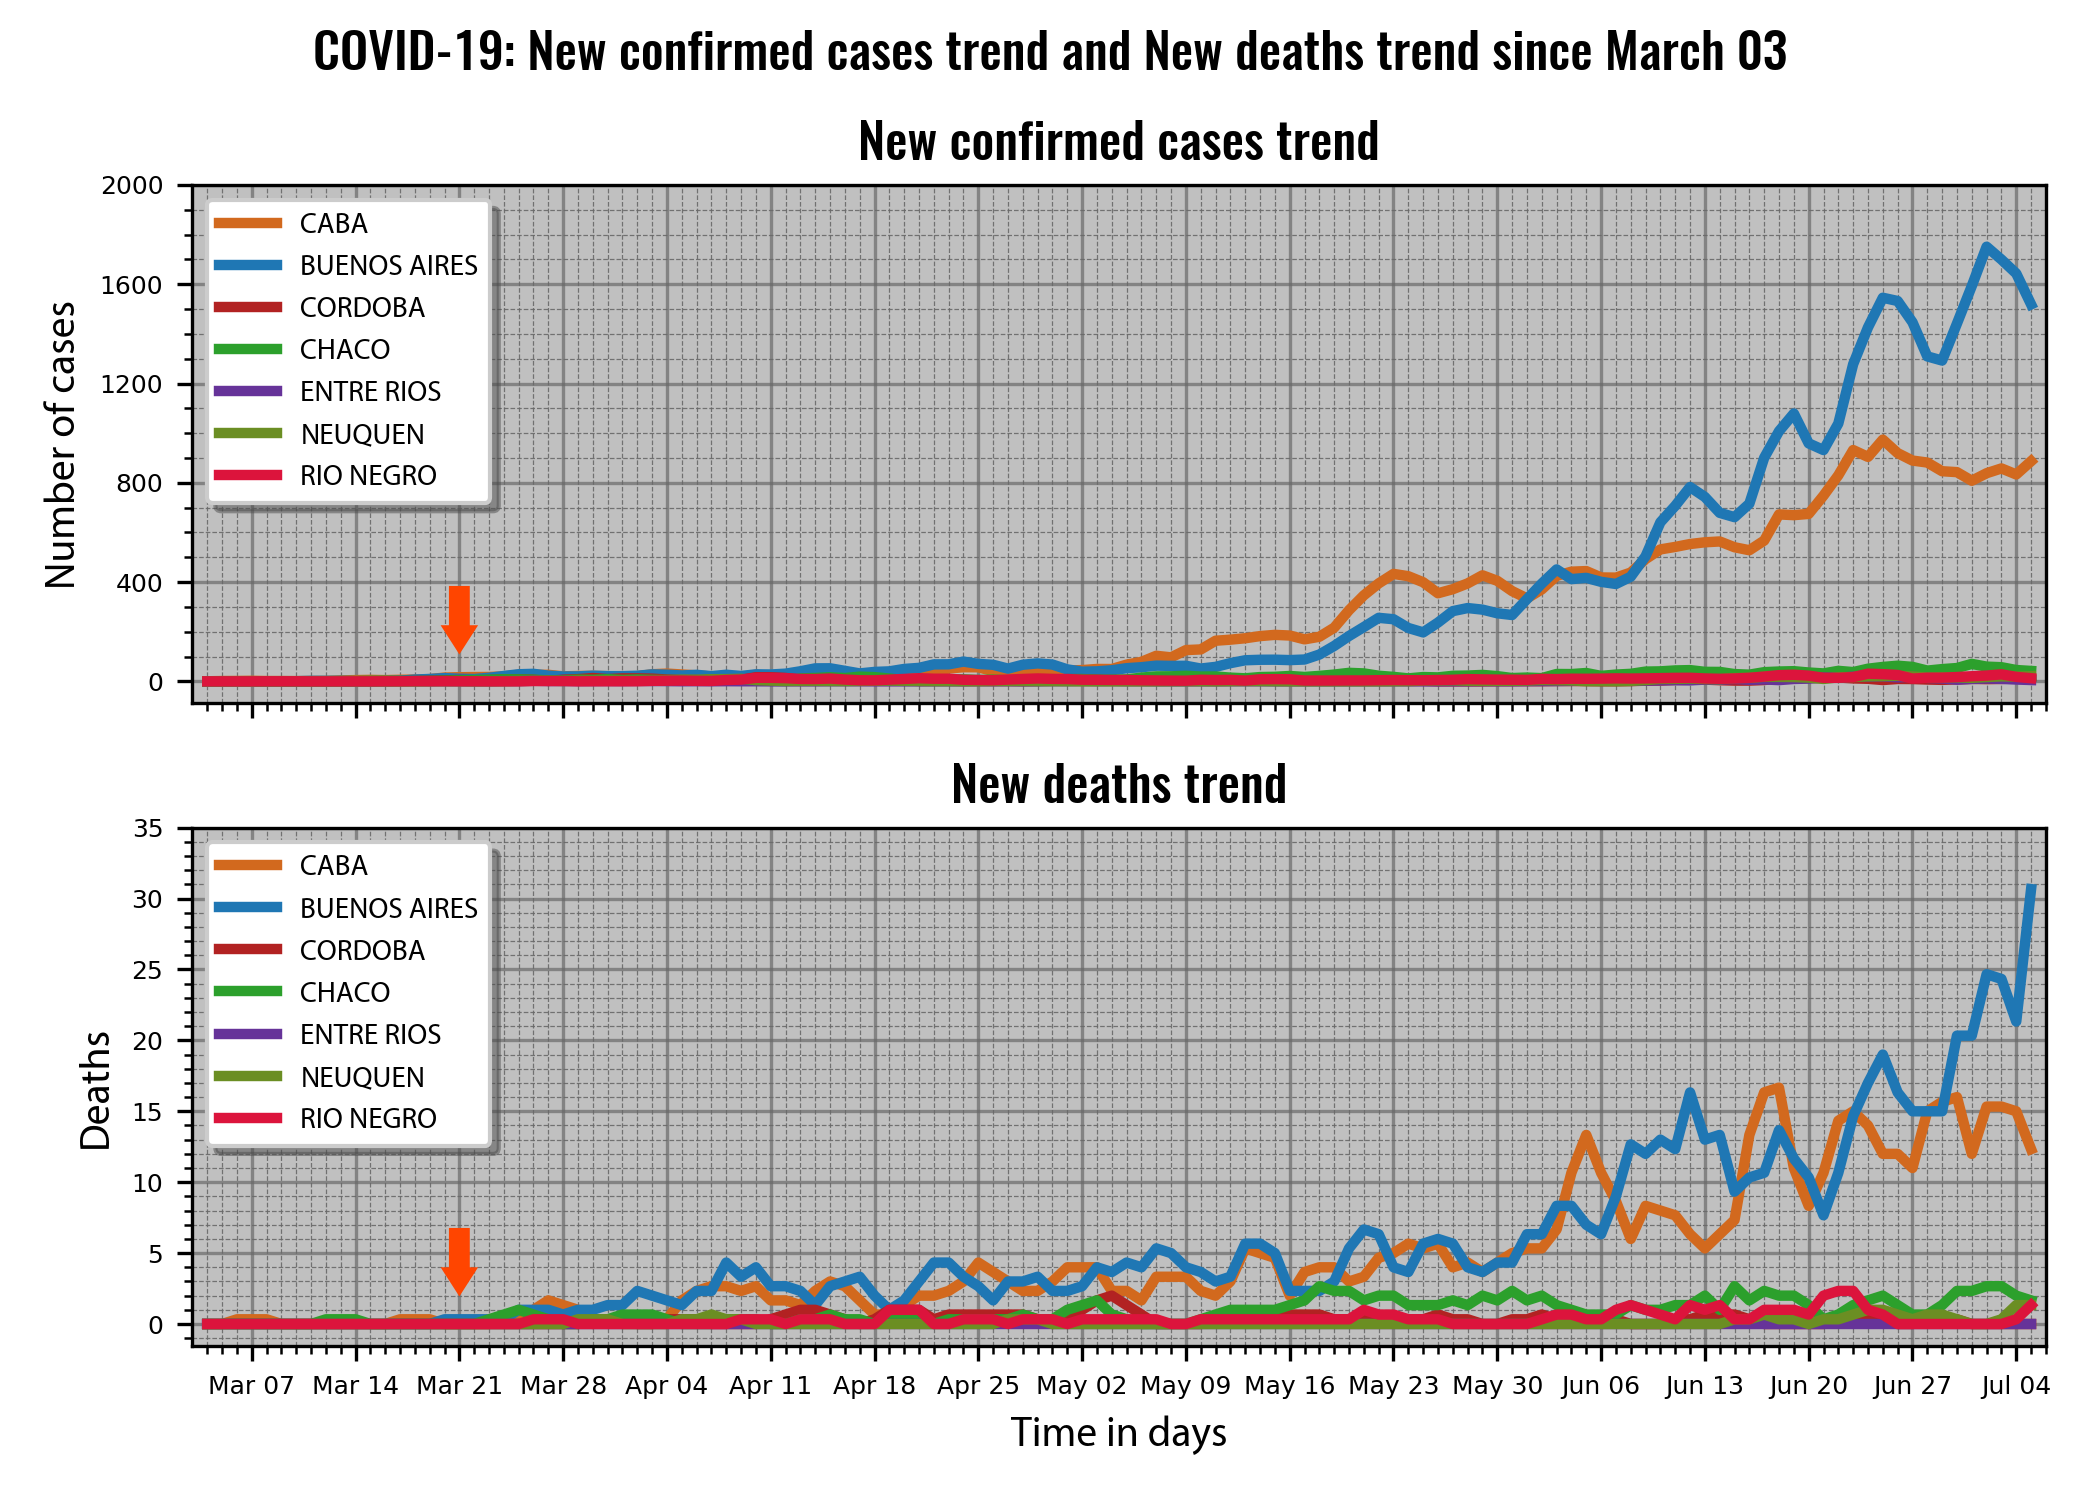 COVID-19: New confirmed cases trend and New deaths trend since March 03
New confirmed cases trend
2000
1600
1200
800
400
0
Number of cases
CABA
BUENOS AIRES
CORDOBA
CHACO
ENTRE RIOS
NEUQUEN
RIO NEGRO
New deaths trend
35
30
25
20
15
10
5
0
Deaths
CABA
BUENOS AIRES
CORDOBA
CHACO
ENTRE RIOS
NEUQUEN
RIO NEGRO
Mar 07 Mar 14 Mar 21 Mar 28 Apr 04 Apr 11 Apr 18 Apr 25 May 02 May 09 May 16 May 23 May 30 Jun 06 Jun 13 Jun 20 Jun 27 Jul 04
Time in days